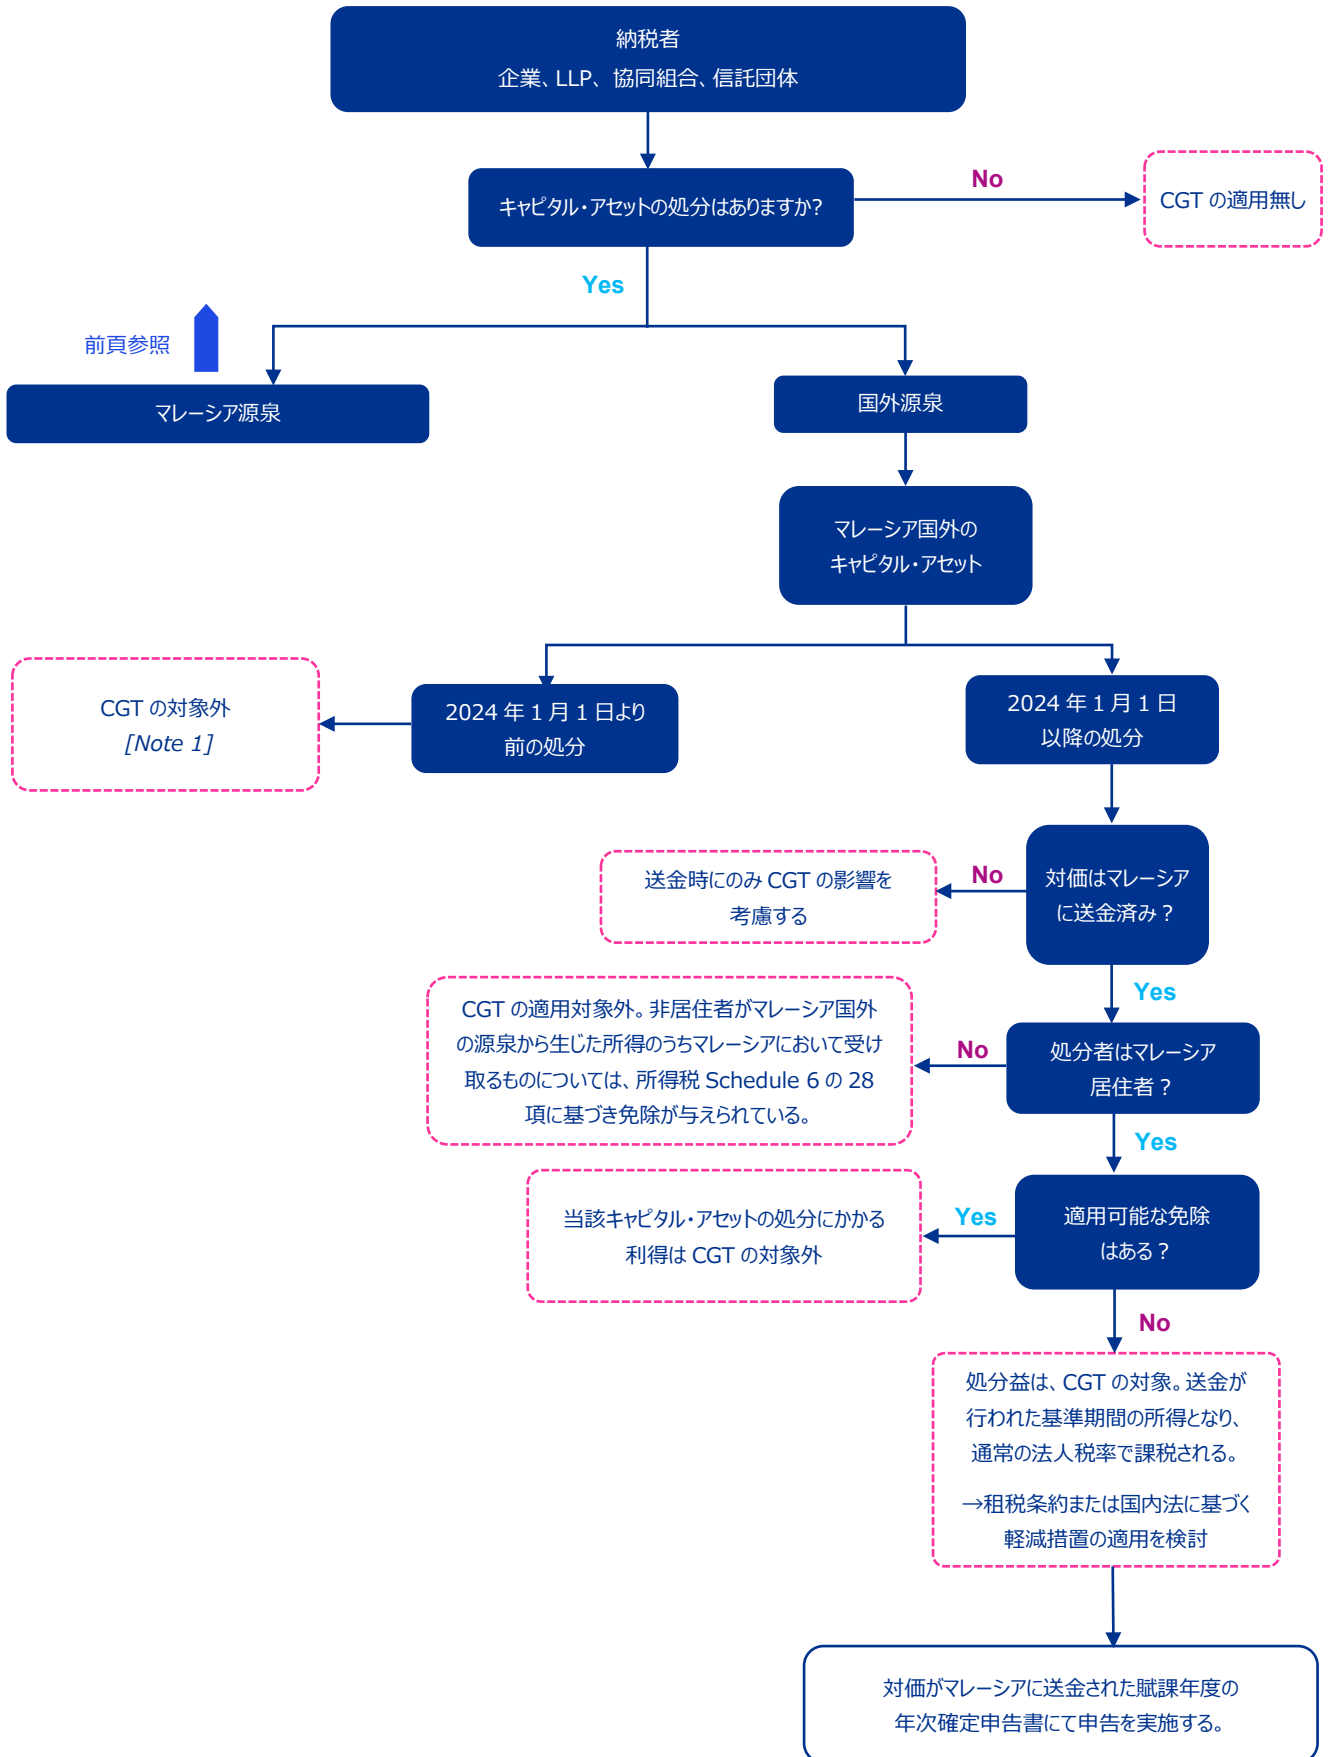 納税者
企業、LLP、 協同組合、信託団体
キャピタル・アセットの処分はありますか?
No
CGT の適用無し
Yes
前頁参照
マレーシア源泉
国外源泉
マレーシア国外の
キャピタル・アセット
CGT の対象外
[Note 1]
2024 年 1 月 1 日より
前の処分
2024 年 1 月 1 日
以降の処分
送金時にのみ CGT の影響を
考慮する
No
対価はマレーシア
に送金済み?
Yes
CGT の適用対象外。非居住者がマレーシア国外
の源泉から生じた所得のうちマレーシアにおいて受け
取るものについては、所得税 Schedule 6 の 28
項に基づき免除が与えられている。
No
処分者はマレーシア
居住者?
Yes
当該キャピタル・アセットの処分にかかる
利得は CGT の対象外
Yes
適用可能な免除
はある?
No
処分益は、CGT の対象。送金が
行われた基準期間の所得となり、
通常の法人税率で課税される。
→租税条約または国内法に基づく
軽減措置の適用を検討
対価がマレーシアに送金された賦課年度の
年次確定申告書にて申告を実施する。